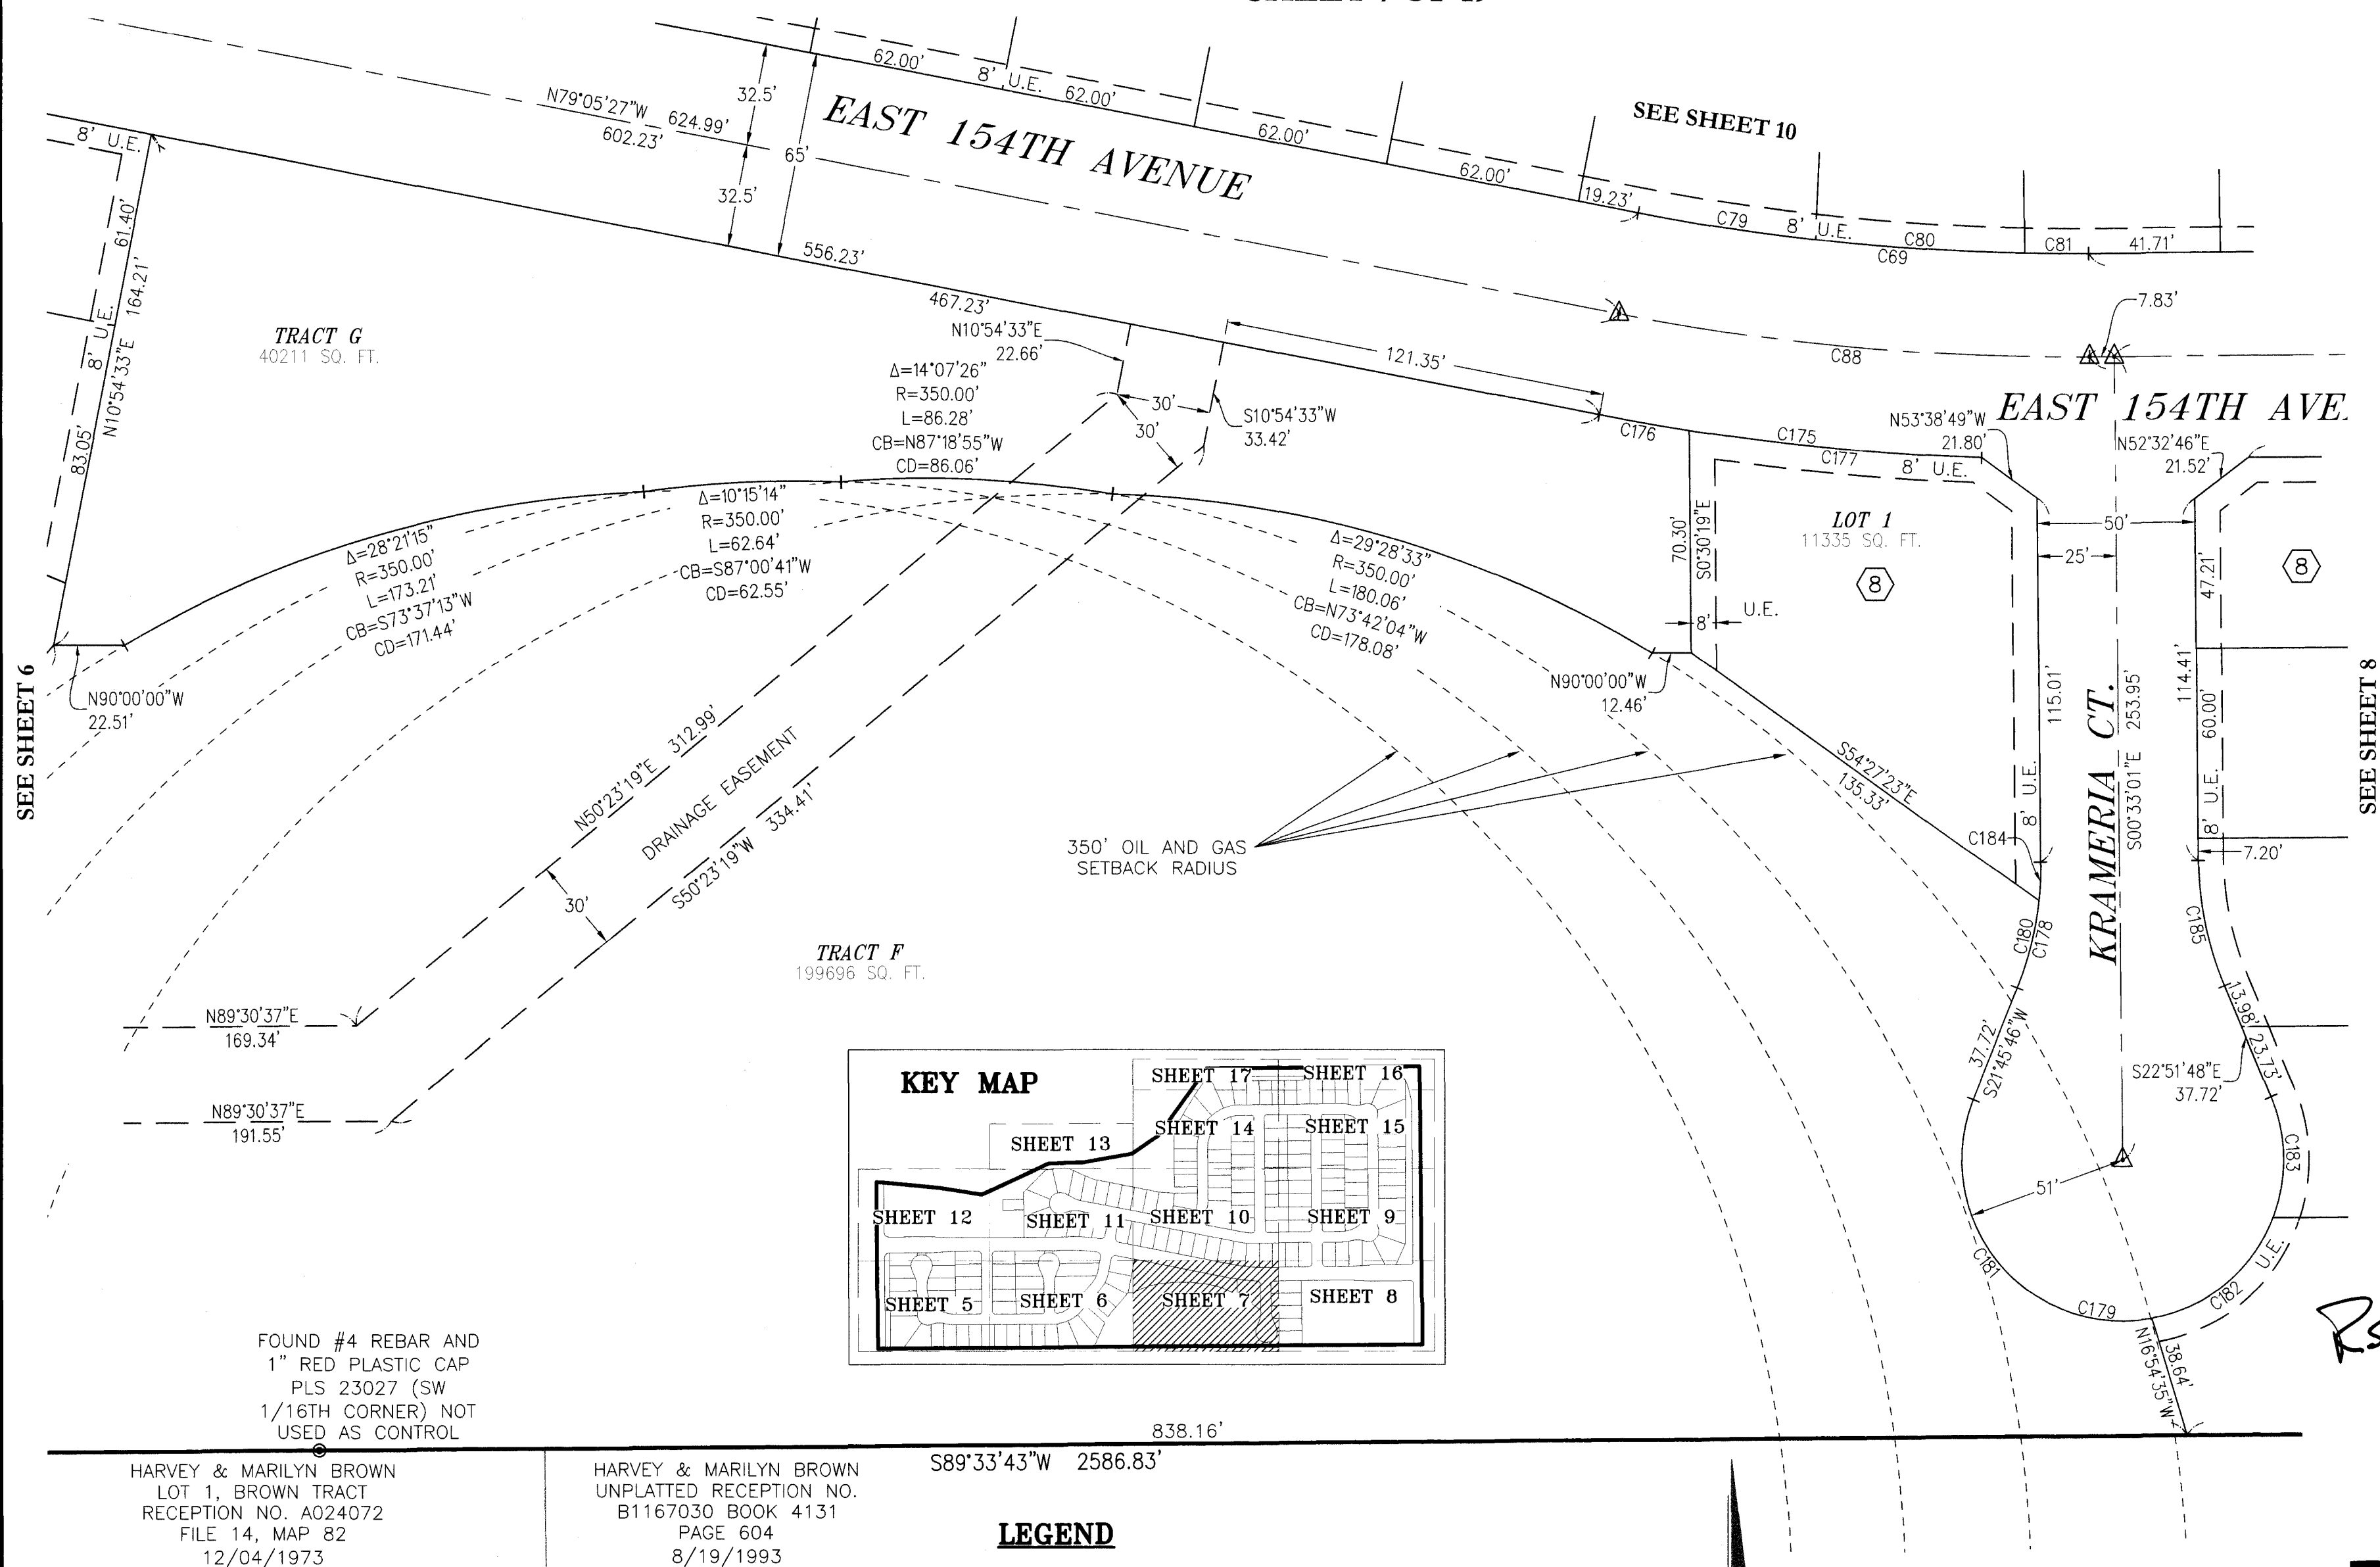 62.00'
8' U.E.
62.00'
62.00'
62.00'
19.23'
SEE SHEET 10
N79°05'27"W 624.99'
602.23'
32.5'
32.5'
65'
EAST 154TH AVENUE
C79
8' U.E.
C80
C69
C81
41.71'
8' U.E.
61.40'
8' U.E.
N10°54'33"E 164.21'
83.05'
556.23'
467.23'
TRACT G
40211 SQ. FT.
N10°54'33"E
22.66'
121.35'
7.83'
C88
Δ=14°07'26"
R=350.00'
L=86.28'
CB=N87°18'55"W
CD=86.06'
30'
30'
S10°54'33"W
33.42'
C176
C175
C177
8' U.E.
N53°38'49"W
21.80'
EAST 154TH AVE.
N52°32'46"E
21.52'
Δ=28°21'15"
R=350.00'
L=173.21'
CB=S73°37'13"W
CD=171.44'
Δ=10°15'14"
R=350.00'
L=62.64'
CB=S87°00'41"W
CD=62.55'
Δ=29°28'33"
R=350.00'
L=180.06'
CB=N73°42'04"W
CD=178.08'
70.30'
S0°30'19"E
8'
U.E.
LOT 1
11335 SQ. FT.
8
50'
25'
47.21'
8
N90°00'00"W
22.51'
SEE SHEET 6
N90°00'00"W
12.46'
S54°27'23"E
135.33'
115.01'
8' U.E.
KRAMERIA CT.
S00°33'01"E 253.95'
114.41'
60.00'
8' U.E.
SEE SHEET 8
N50°23'19"E 312.99'
DRAINAGE EASEMENT
S50°23'19"W 334.41'
30'
350' OIL AND GAS
SETBACK RADIUS
C184
7.20'
TRACT F
199696 SQ. FT.
C180
C178
C185
N89°30'37"E
169.34'
N89°30'37"E
191.55'
37.72'
S21°45'46"W
13.98'
23.73'
S22°51'48"E
37.72'
C183
51'
C181
C179
C182
U.E.
N16°54'35"W
38.64'
KEY MAP
SHEET 17
SHEET 16
SHEET 14
SHEET 15
SHEET 13
SHEET 12
SHEET 11
SHEET 10
SHEET 9
SHEET 5
SHEET 6
SHEET 7
SHEET 8
FOUND #4 REBAR AND
1" RED PLASTIC CAP
PLS 23027 (SW
1/16TH CORNER) NOT
USED AS CONTROL
838.16'
S89°33'43"W 2586.83'
HARVEY & MARILYN BROWN
LOT 1, BROWN TRACT
RECEPTION NO. A024072
FILE 14, MAP 82
12/04/1973
HARVEY & MARILYN BROWN
UNPLATTED RECEPTION NO.
B1167030 BOOK 4131
PAGE 604
8/19/1993
LEGEND